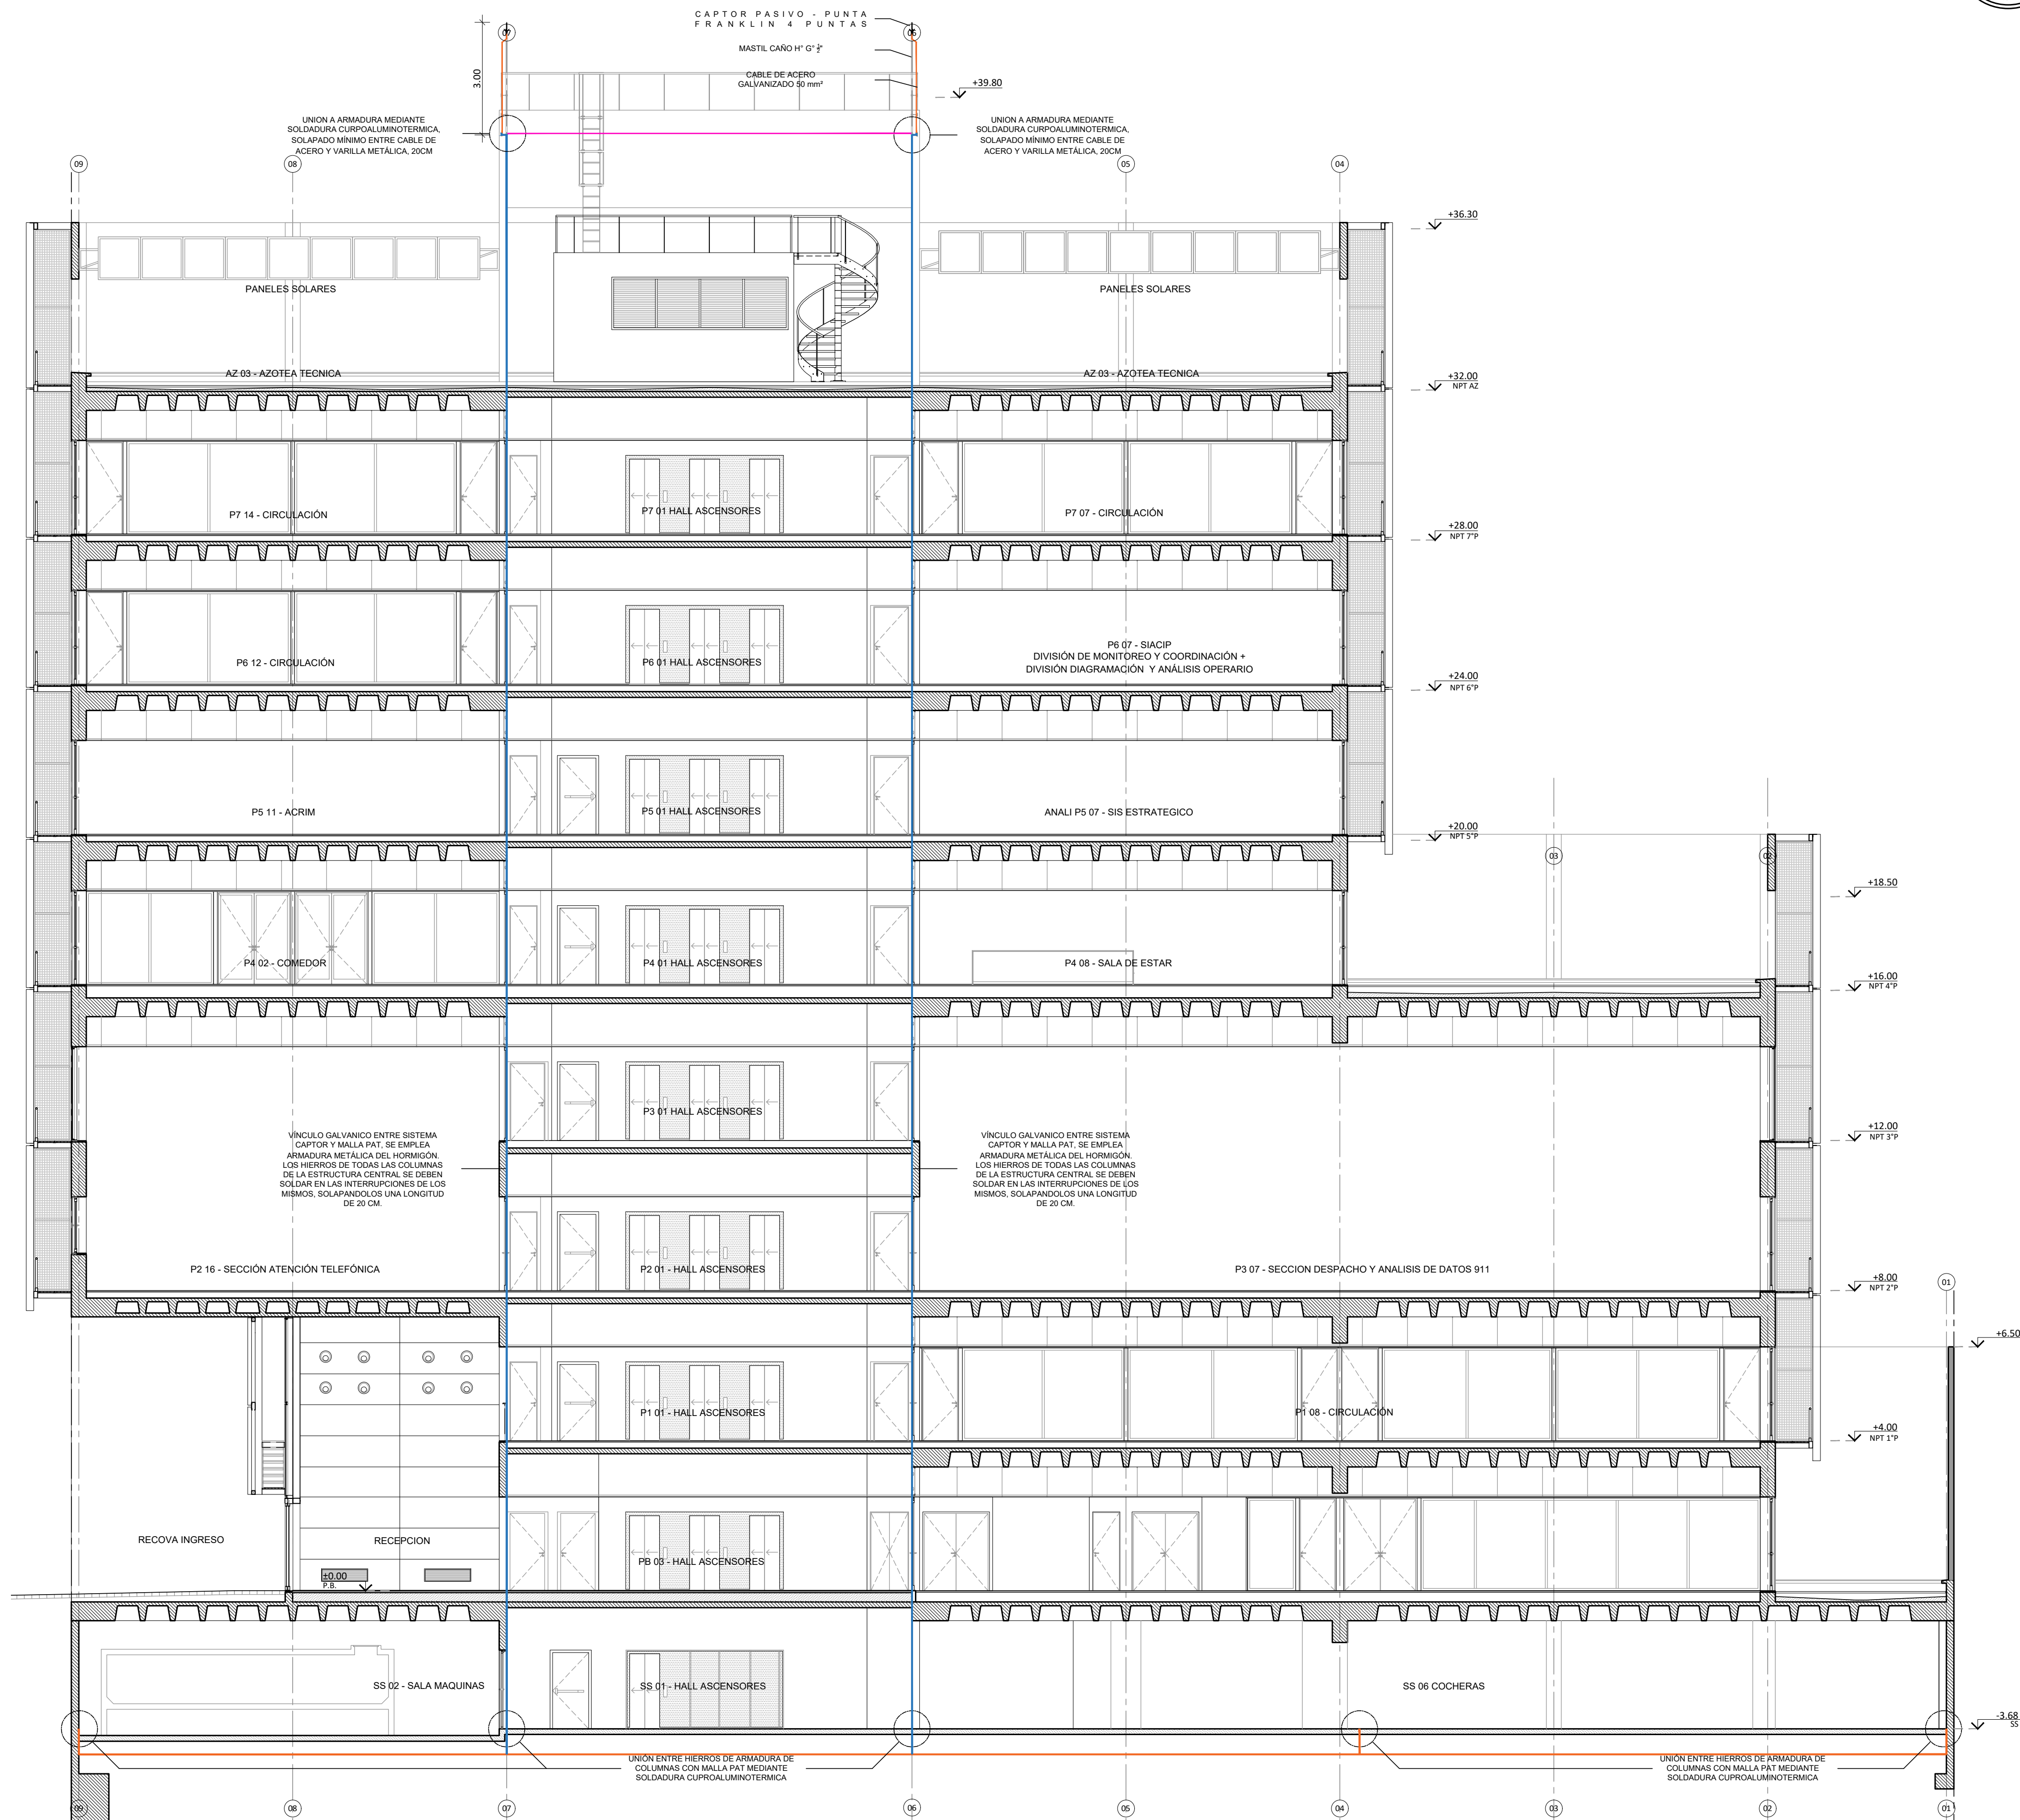 CAPTOR PASIVO - PUNTA
FRANKLIN 4 PUNTAS
07
06
MASTIL CAÑO H° G° ½"
3.00
CABLE DE ACERO
GALVANIZADO 50 mm²
+39.80
UNION A ARMADURA MEDIANTE
SOLDADURA CURPOALUMINOTERMICA,
SOLAPADO MÍNIMO ENTRE CABLE DE
ACERO Y VARILLA METÁLICA, 20CM
UNION A ARMADURA MEDIANTE
SOLDADURA CURPOALUMINOTERMICA,
SOLAPADO MÍNIMO ENTRE CABLE DE
ACERO Y VARILLA METÁLICA, 20CM
09
08
05
04
+36.30
PANELES SOLARES
PANELES SOLARES
AZ 03 - AZOTEA TECNICA
AZ 03 - AZOTEA TECNICA
+32.00
NPT AZ
P7 14 - CIRCULACIÓN
P7 01 HALL ASCENSORES
P7 07 - CIRCULACIÓN
+28.00
NPT 7°P
P6 12 - CIRCULACIÓN
P6 01 HALL ASCENSORES
P6 07 - SIACIP
DIVISIÓN DE MONITOREO Y COORDINACIÓN +
DIVISIÓN DIAGRAMACIÓN Y ANÁLISIS OPERARIO
+24.00
NPT 6°P
P5 11 - ACRIM
P5 01 HALL ASCENSORES
ANALI P5 07 - SIS ESTRATEGICO
+20.00
NPT 5°P
03
02
+18.50
P4 02 - COMEDOR
P4 01 HALL ASCENSORES
P4 08 - SALA DE ESTAR
+16.00
NPT 4°P
P3 01 HALL ASCENSORES
+12.00
NPT 3°P
VÍNCULO GALVANICO ENTRE SISTEMA
CAPTOR Y MALLA PAT, SE EMPLEA
ARMADURA METÁLICA DEL HORMIGÓN.
LOS HIERROS DE TODAS LAS COLUMNAS
DE LA ESTRUCTURA CENTRAL SE DEBEN
SOLDAR EN LAS INTERRUPCIONES DE LOS
MISMOS, SOLAPANDOLOS UNA LONGITUD
DE 20 CM.
VÍNCULO GALVANICO ENTRE SISTEMA
CAPTOR Y MALLA PAT, SE EMPLEA
ARMADURA METÁLICA DEL HORMIGÓN.
LOS HIERROS DE TODAS LAS COLUMNAS
DE LA ESTRUCTURA CENTRAL SE DEBEN
SOLDAR EN LAS INTERRUPCIONES DE LOS
MISMOS, SOLAPANDOLOS UNA LONGITUD
DE 20 CM.
P2 16 - SECCIÓN ATENCIÓN TELEFÓNICA
P2 01 - HALL ASCENSORES
P3 07 - SECCION DESPACHO Y ANALISIS DE DATOS 911
+8.00
NPT 2°P
01
+6.50
P1 01 - HALL ASCENSORES
P1 08 - CIRCULACIÓN
+4.00
NPT 1°P
RECOVA INGRESO
RECEPCION
PB 03 - HALL ASCENSORES
±0.00
P.B.
SS 02 - SALA MAQUINAS
SS 01 - HALL ASCENSORES
SS 06 COCHERAS
-3.68
SS
UNIÓN ENTRE HIERROS DE ARMADURA DE
COLUMNAS CON MALLA PAT MEDIANTE
SOLDADURA CUPROALUMINOTERMICA
UNIÓN ENTRE HIERROS DE ARMADURA DE
COLUMNAS CON MALLA PAT MEDIANTE
SOLDADURA CUPROALUMINOTERMICA
09
08
07
06
05
04
03
02
01